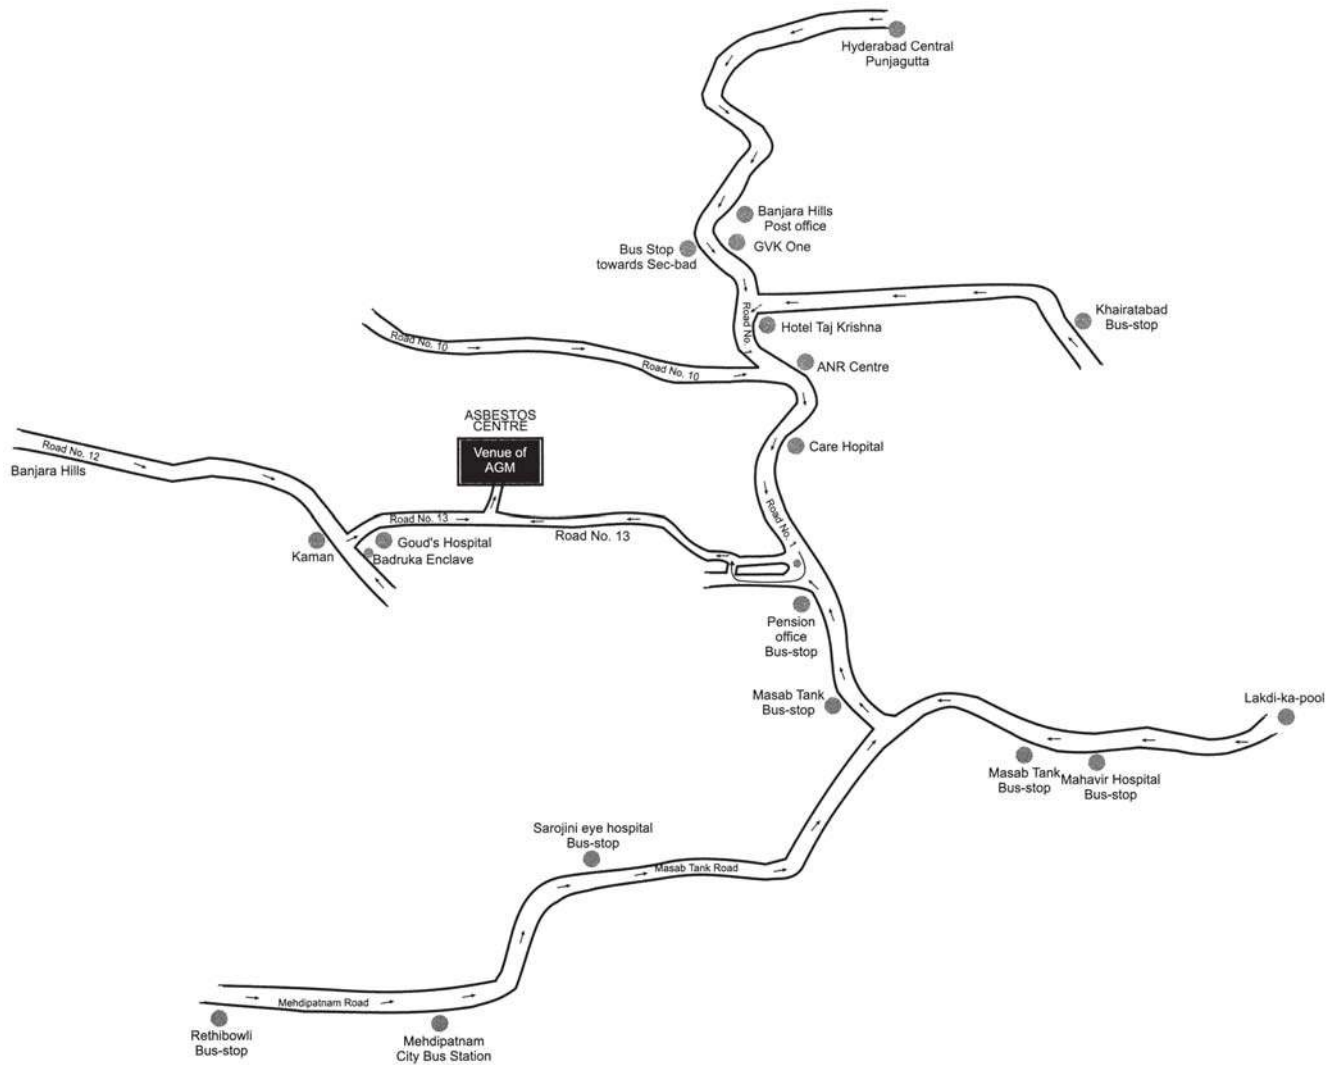 Hyderabad Central
Punjagutta
Banjara Hills
Post office
GVK One
Bus Stop
towards Sec-bad
Khairatabad
Bus-stop
Road No. 1
Hotel Taj Krishna
Road No. 10
Road No. 10
ANR Centre
ASBESTOS
CENTRE
Venue of
AGM
Care Hopital
Road No. 12
Banjara Hills
Road No. 13
Road No. 13
Road No. 1
Kaman
Goud's Hospital
Badruka Enclave
Pension
office
Bus-stop
Masab Tank
Bus-stop
Lakdi-ka-pool
Masab Tank
Bus-stop
Mahavir Hospital
Bus-stop
Sarojini eye hospital
Bus-stop
Masab Tank Road
Mehdipatnam Road
Rethibowli
Bus-stop
Mehdipatnam
City Bus Station